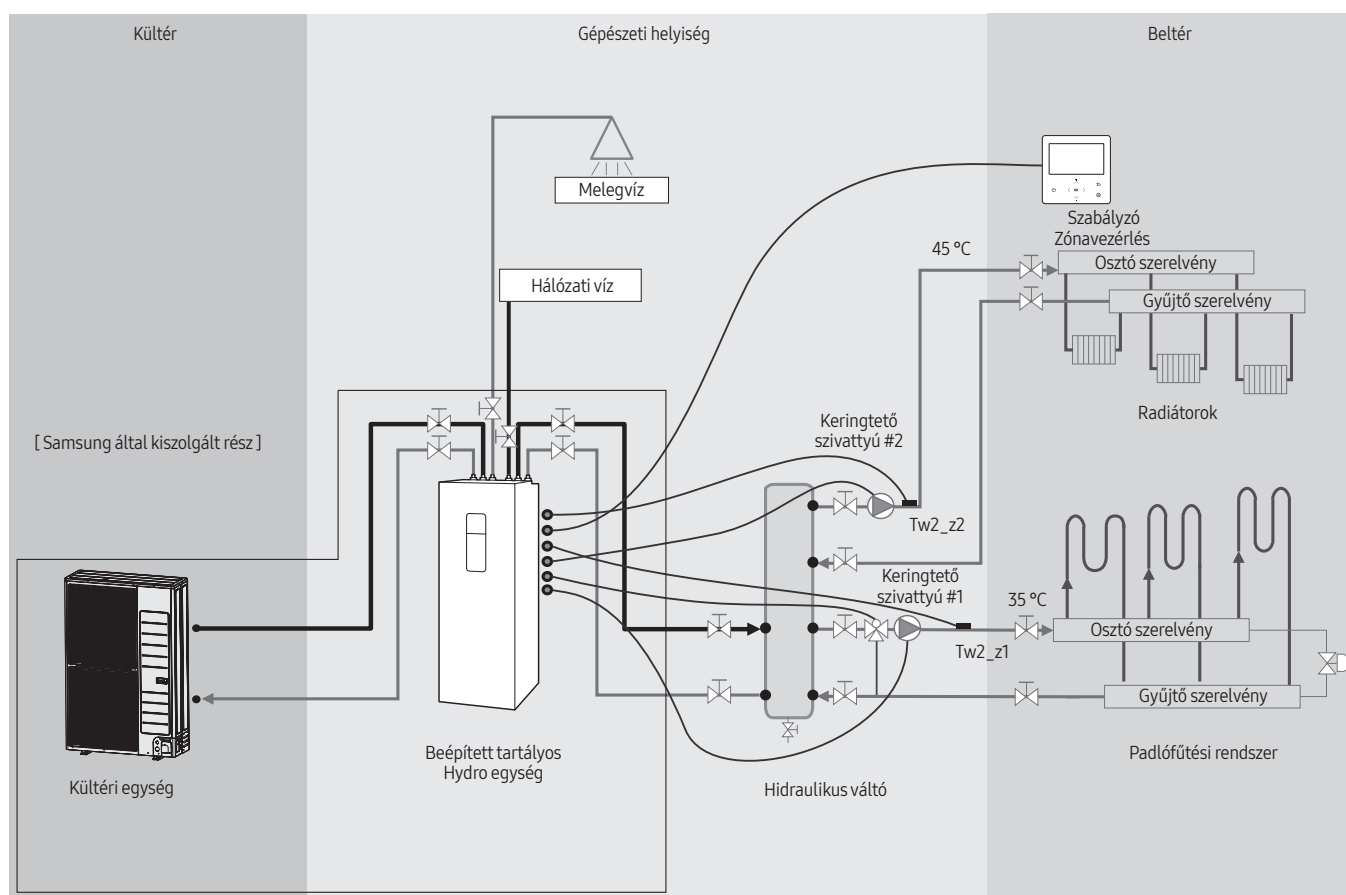 Kültér
Gépészeti helyiség
Beltér
Melegvíz
Szabályzó
Zónavezérlés
45 °C
Osztó szerelvény
Hálózati víz
Gyűjtő szerelvény
Radiátorok
[ Samsung által kiszolgált rész ]
Keringtető
szivattyú #2
Tw2_z2
Keringtető
szivattyú #1
35 °C
Osztó szerelvény
Tw2_z1
Gyűjtő szerelvény
Beépített tartályos
Hydro egység
Padlófűtési rendszer
Kültéri egység
Hidraulikus váltó